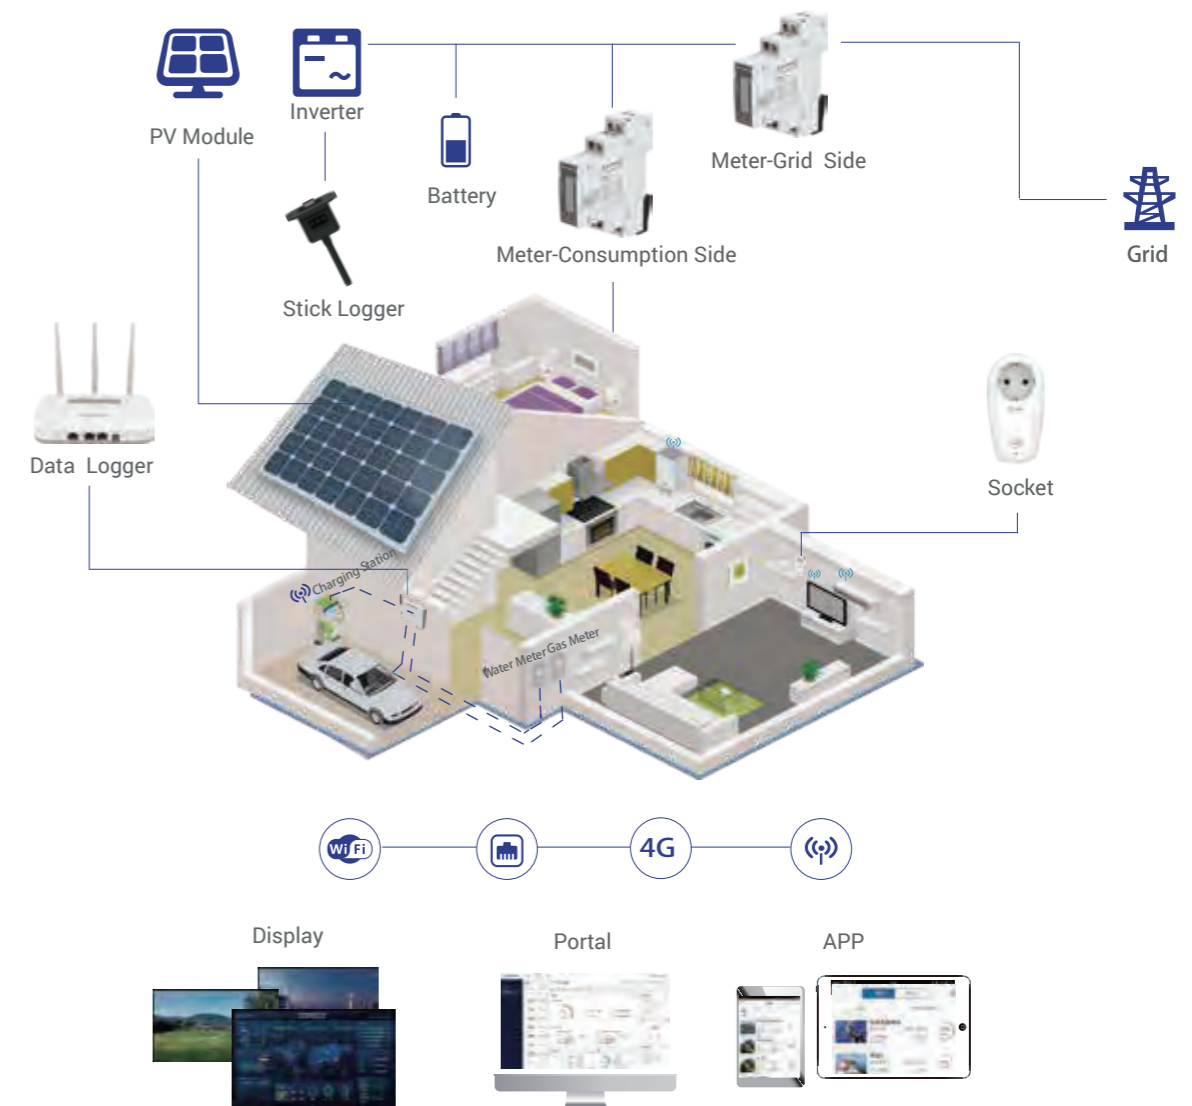 PV Module
Inverter
Battery
Meter-Grid Side
Meter-Consumption Side
Grid
Stick Logger
Data Logger
Socket
Charging Station
Water Meter Gas Meter
Wi Fi
4G
Display
Portal
APP